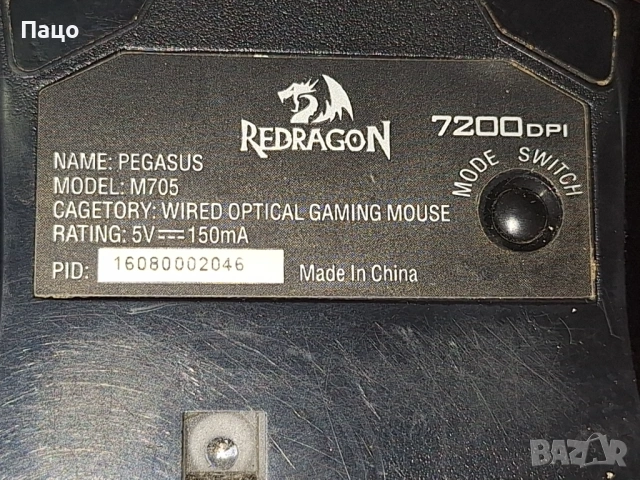 Пацо
REDRAGON
7200DPI
MODE SWITCH
NAME: PEGASUS
MODEL: M705
CAGETORY: WIRED OPTICAL GAMING MOUSE
RATING: 5V⎓150mA
PID: 16080002046 Made In China
BAZAR